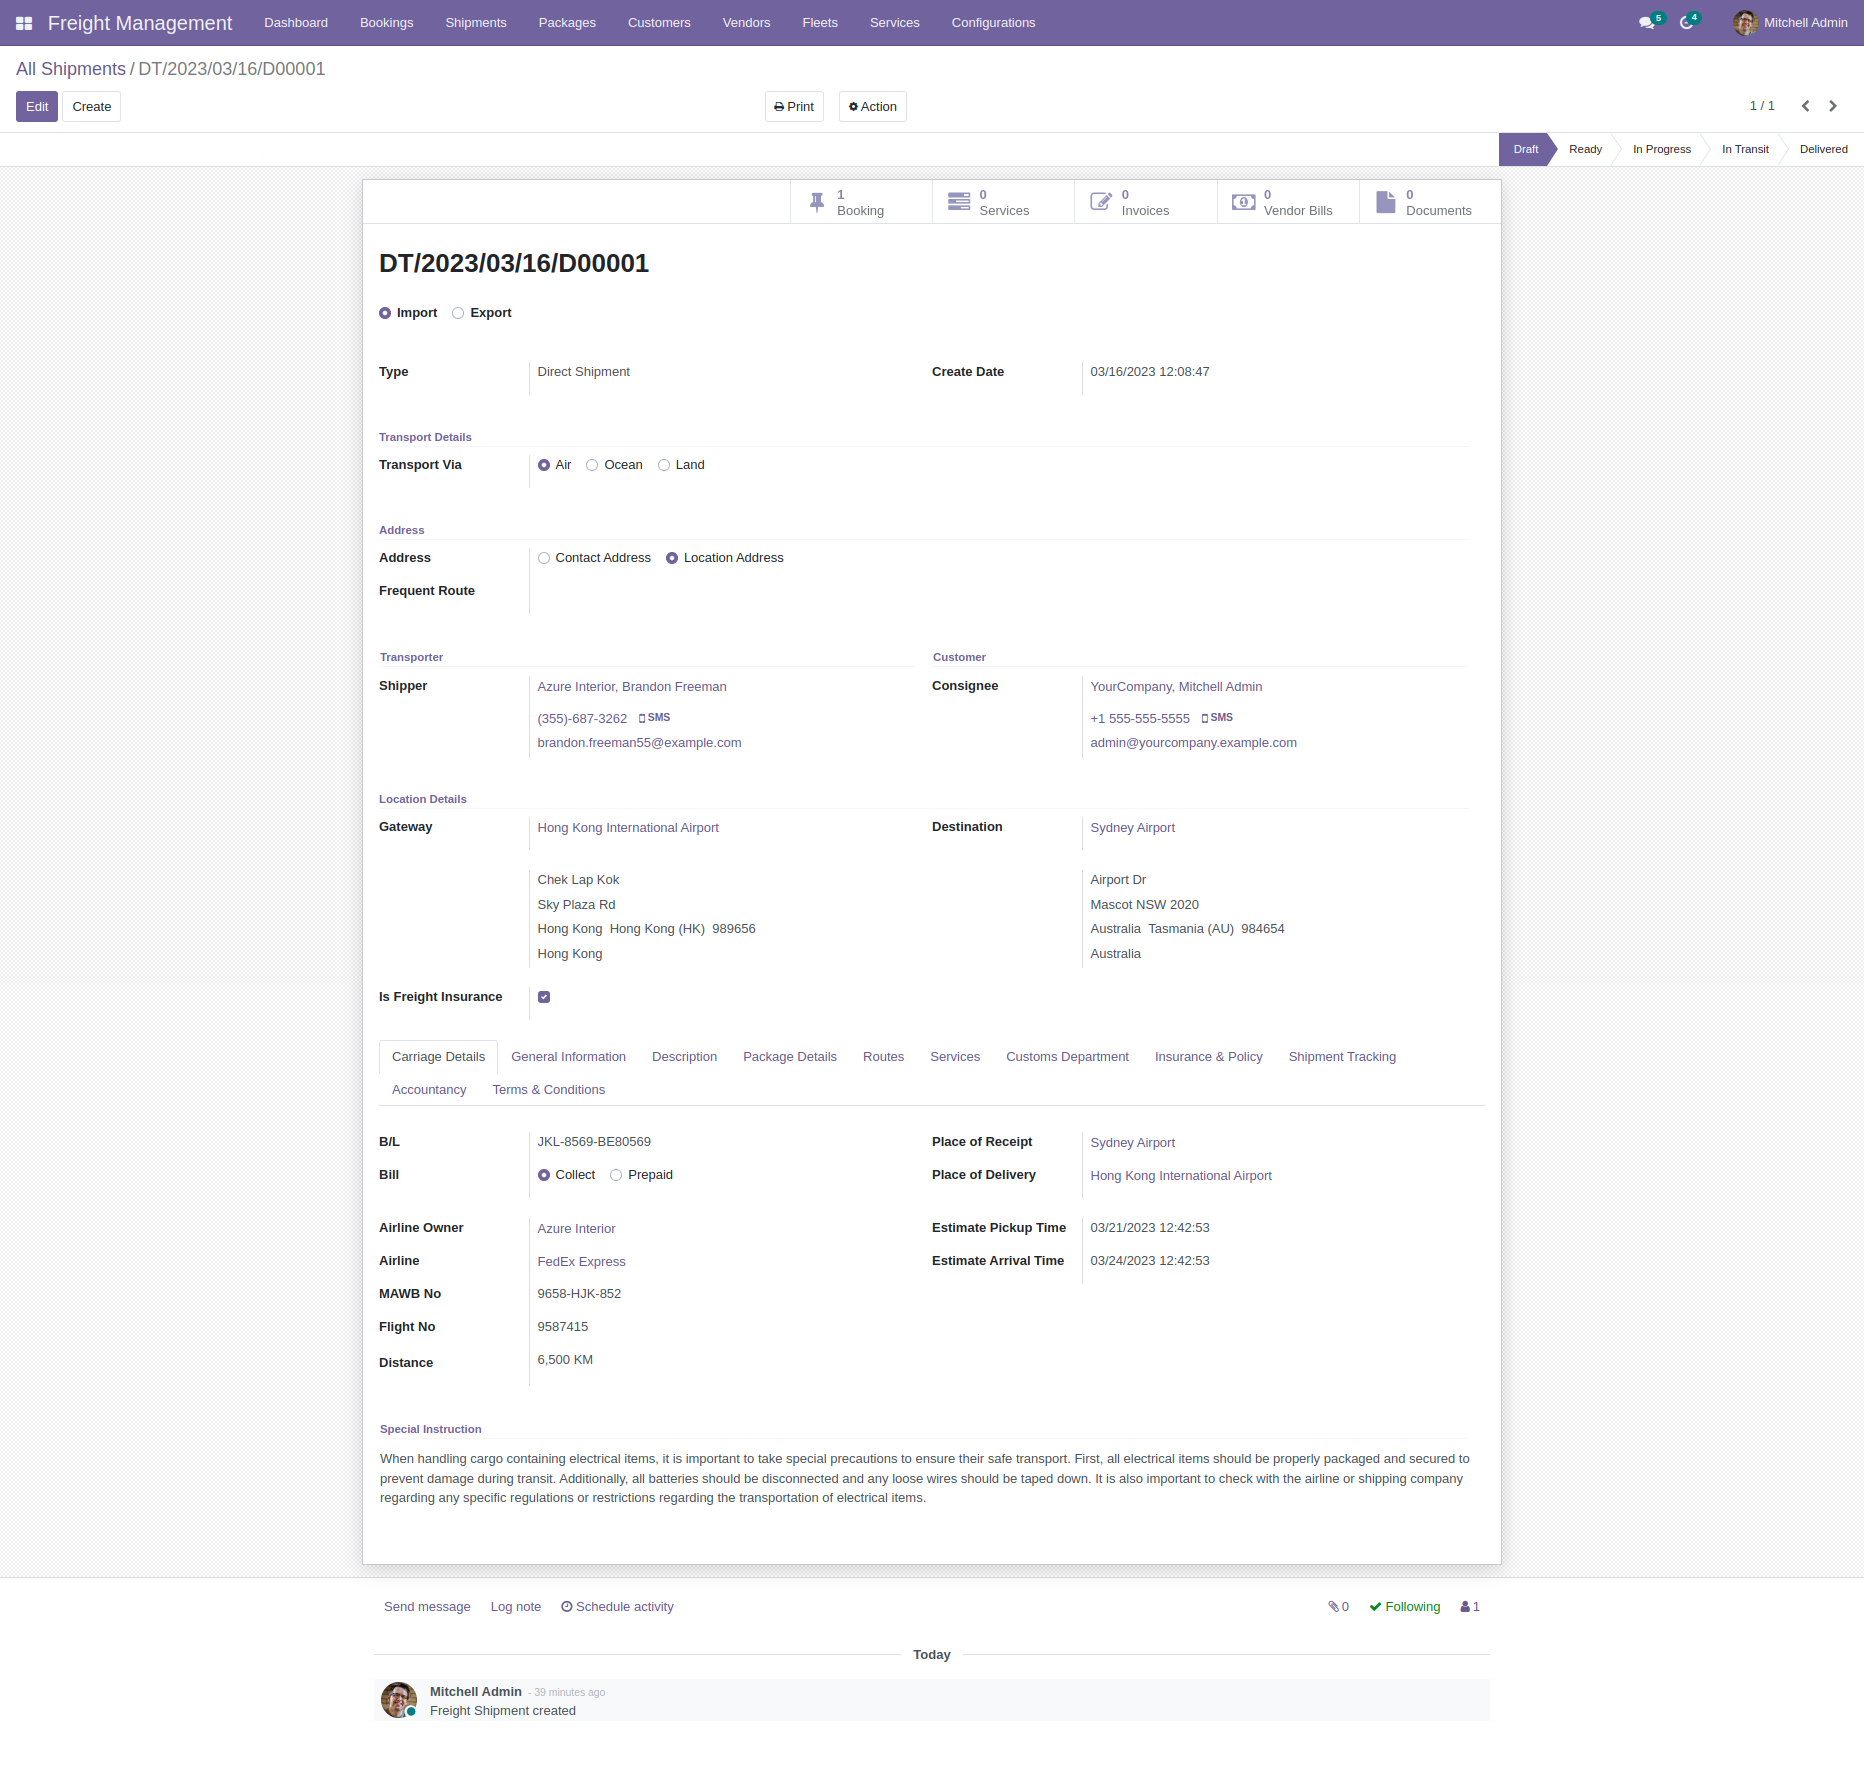 Freight Management Dashboard Bookings Shipments Packages Customers Vendors Fleets Services Configurations 5 4 Mitchell Admin
All Shipments / DT/2023/03/16/D00001
Edit Create Print Action 1 / 1
Draft Ready In Progress In Transit Delivered
1 Booking
0 Services
0 Invoices
0 Vendor Bills
0 Documents
DT/2023/03/16/D00001
Import Export
Type Direct Shipment Create Date 03/16/2023 12:08:47
Transport Details
Transport Via Air Ocean Land
Address
Address Contact Address Location Address
Frequent Route
Transporter Customer
Shipper Azure Interior, Brandon Freeman Consignee YourCompany, Mitchell Admin
(355)-687-3262 SMS +1 555-555-5555 SMS
brandon.freeman55@example.com admin@yourcompany.example.com
Location Details
Gateway Hong Kong International Airport Destination Sydney Airport
Chek Lap Kok Airport Dr
Sky Plaza Rd Mascot NSW 2020
Hong Kong Hong Kong (HK) 989656 Australia Tasmania (AU) 984654
Hong Kong Australia
Is Freight Insurance
Carriage Details General Information Description Package Details Routes Services Customs Department Insurance & Policy Shipment Tracking
Accountancy Terms & Conditions
B/L JKL-8569-BE80569 Place of Receipt Sydney Airport
Bill Collect Prepaid Place of Delivery Hong Kong International Airport
Airline Owner Azure Interior Estimate Pickup Time 03/21/2023 12:42:53
Airline FedEx Express Estimate Arrival Time 03/24/2023 12:42:53
MAWB No 9658-HJK-852
Flight No 9587415
Distance 6,500 KM
Special Instruction
When handling cargo containing electrical items, it is important to take special precautions to ensure their safe transport. First, all electrical items should be properly packaged and secured to
prevent damage during transit. Additionally, all batteries should be disconnected and any loose wires should be taped down. It is also important to check with the airline or shipping company
regarding any specific regulations or restrictions regarding the transportation of electrical items.
Send message Log note Schedule activity 0 Following 1
Today
Mitchell Admin - 39 minutes ago
Freight Shipment created